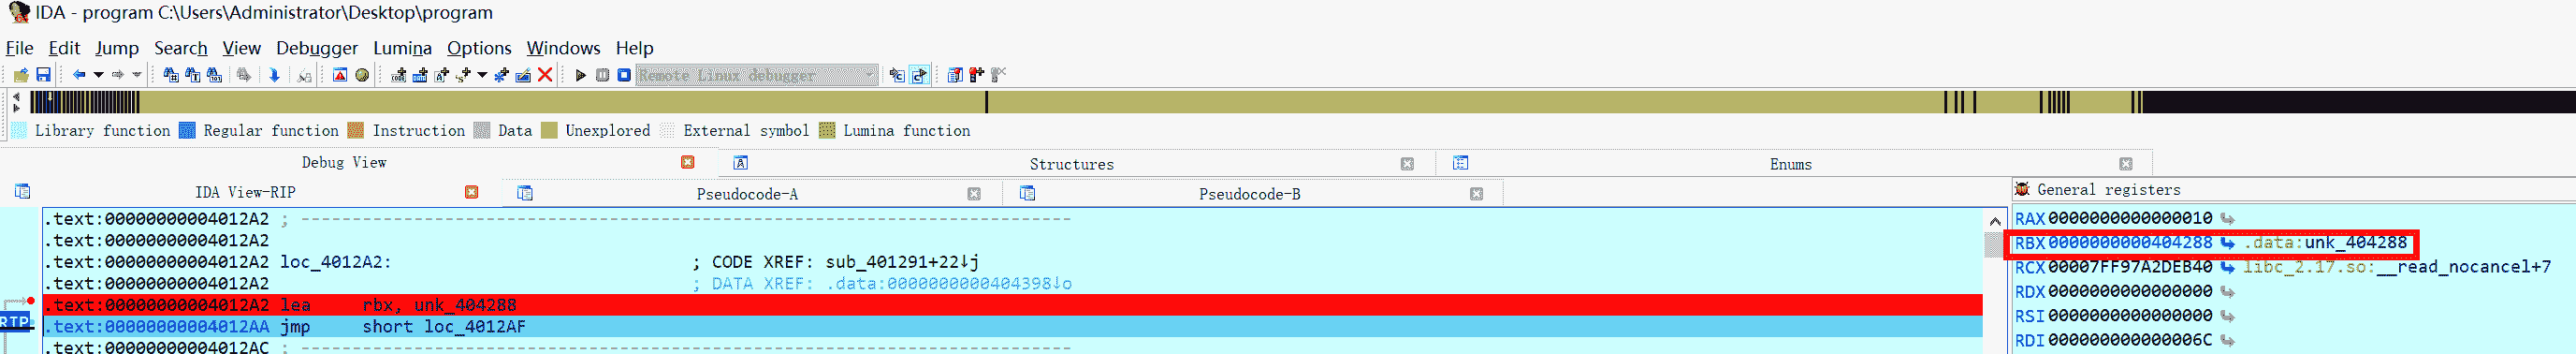 IDA - program C:\Users\Administrator\Desktop\program
File Edit Jump Search View Debugger Lumina Options Windows Help
Remote Linux debugger
Library function Regular function Instruction Data Unexplored External symbol Lumina function
Debug View Structures Enums
IDA View-RIP Pseudocode-A Pseudocode-B General registers
.text:00000000004012A2 ; ---------------------------------------------------------------------------
.text:00000000004012A2
.text:00000000004012A2 loc_4012A2: ; CODE XREF: sub_401291+22↓j
.text:00000000004012A2 ; DATA XREF: .data:0000000000404398↓o
.text:00000000004012A2 lea rbx, unk_404288
RIP .text:00000000004012AA jmp short loc_4012AF
.text:00000000004012AC ; ---------------------------------------------------------------------------
RAX 0000000000000010
RBX 0000000000404288 .data:unk_404288
RCX 00007FF97A2DEB40 libc_2.17.so:__read_nocancel+7
RDX 0000000000000000
RSI 0000000000000000
RDI 000000000000006C